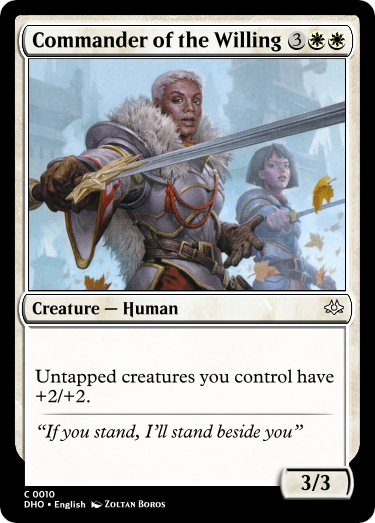 Commander of the Willing 3
Creature — Human
Untapped creatures you control have
+2/+2.
“If you stand, I’ll stand beside you”
3/3
C 0010
DHO • English Zoltan Boros